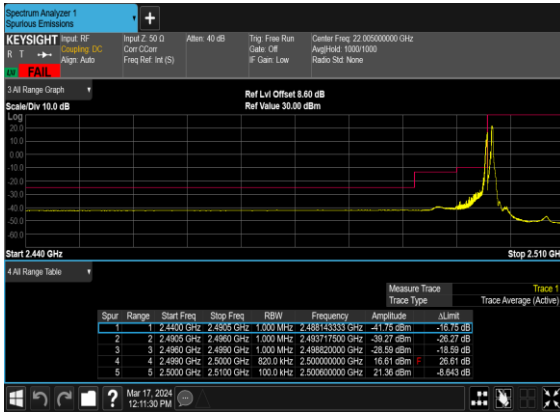 Spectrum Analyzer 1
Spurious Emissions
KEYSIGHT Input: RF Input Z: 50 Ω Atten: 40 dB Trig: Free Run Center Freq: 22.005000000 GHz
R T Coupling: DC Corr CCorr Gate: Off Avg|Hold: 1000/1000
Align: Auto Freq Ref: Int (S) IF Gain: Low Radio Std: None
FAIL
3 All Range Graph
Ref Lvl Offset 8.60 dB
Scale/Div 10.0 dB Ref Value 30.00 dBm
Log
20.0
10.0
0.00
-10.0
-20.0
-30.0
-40.0
-50.0
-60.0
Start 2.440 GHz Stop 2.510 GH
4 All Range Table
Measure Trace Trace 1
Trace Type Trace Average (Active)
Spur Range Start Freq Stop Freq RBW Frequency Amplitude ΔLimit
1 1 2.4400 GHz 2.4905 GHz 1.000 MHz 2.488143333 GHz -41.75 dBm -16.75 dB
2 2 2.4905 GHz 2.4960 GHz 1.000 MHz 2.493717500 GHz -39.27 dBm -26.27 dB
3 3 2.4960 GHz 2.4990 GHz 1.000 MHz 2.498820000 GHz -28.59 dBm -18.59 dB
4 4 2.4990 GHz 2.5000 GHz 820.0 kHz 2.500000000 GHz 16.61 dBm F 26.61 dB
5 5 2.5000 GHz 2.5100 GHz 100.0 kHz 2.500600000 GHz 21.36 dBm -8.643 dB
Mar 17, 2024
12:11:30 PM